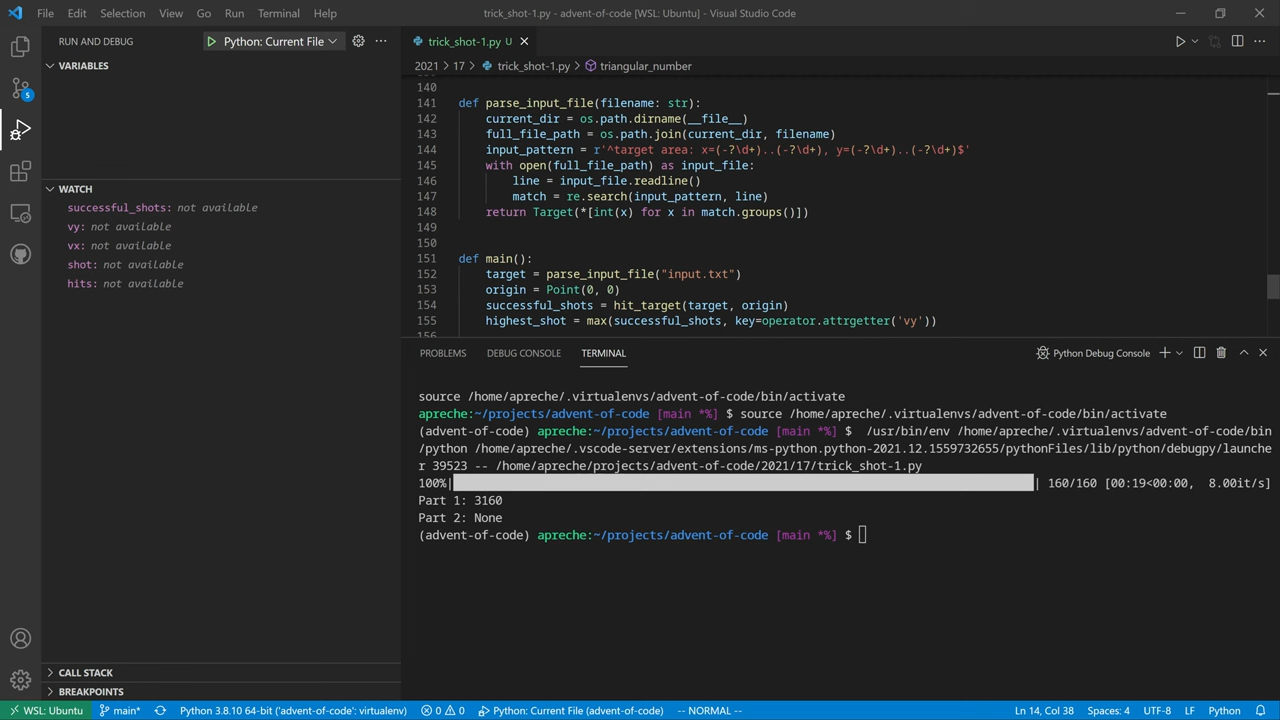 File Edit Selection View Go Run Terminal Help
trick_shot-1.py - advent-of-code [WSL: Ubuntu] - Visual Studio Code
RUN AND DEBUG
Python: Current File
VARIABLES
WATCH
successful_shots: not available
vy: not available
vx: not available
shot: not available
hits: not available
CALL STACK
BREAKPOINTS
5
trick_shot-1.py U
2021 > 17 > trick_shot-1.py > triangular_number
140
141 def parse_input_file(filename: str):
142 current_dir = os.path.dirname(__file__)
143 full_file_path = os.path.join(current_dir, filename)
144 input_pattern = r'^target area: x=(-?\d+)..(-?\d+), y=(-?\d+)..(-?\d+)$'
145 with open(full_file_path) as input_file:
146 line = input_file.readline()
147 match = re.search(input_pattern, line)
148 return Target(*[int(x) for x in match.groups()])
149
150
151 def main():
152 target = parse_input_file("input.txt")
153 origin = Point(0, 0)
154 successful_shots = hit_target(target, origin)
155 highest_shot = max(successful_shots, key=operator.attrgetter('vy'))
156
PROBLEMS DEBUG CONSOLE TERMINAL
Python Debug Console
source /home/apreche/.virtualenvs/advent-of-code/bin/activate
apreche:~/projects/advent-of-code [main *%] $ source /home/apreche/.virtualenvs/advent-of-code/bin/activate
(advent-of-code) apreche:~/projects/advent-of-code [main *%] $ /usr/bin/env /home/apreche/.virtualenvs/advent-of-code/bin
/python /home/apreche/.vscode-server/extensions/ms-python.python-2021.12.1559732655/pythonFiles/lib/python/debugpy/launche
r 39523 -- /home/apreche/projects/advent-of-code/2021/17/trick_shot-1.py
100%| | 160/160 [00:19<00:00, 8.00it/s]
Part 1: 3160
Part 2: None
(advent-of-code) apreche:~/projects/advent-of-code [main *%] $
WSL: Ubuntu main* Python 3.8.10 64-bit ('advent-of-code': virtualenv) 0 0 Python: Current File (advent-of-code) -- NORMAL -- Ln 14, Col 38 Spaces: 4 UTF-8 LF Python